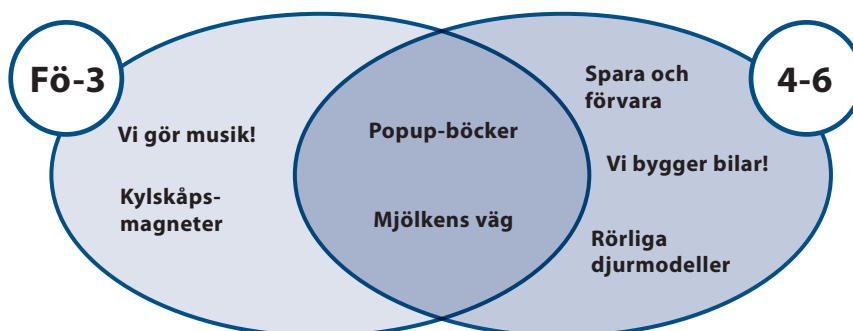 Fö-3
Vi gör musik!
Kylskåps-
magneter
Popup-böcker
Mjölkens väg
4-6
Spara och
förvara
Vi bygger bilar!
Rörliga
djurmodeller